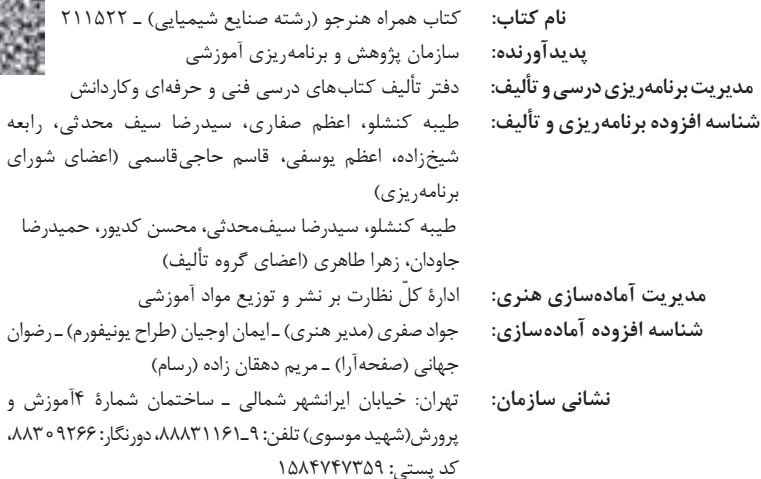 نام کتاب: کتاب همراه هنرجو (رشته صنایع شیمیایی) ـ ۲۱۱۵۲۲
پدیدآورنده: سازمان پژوهش و برنامه‌ریزی آموزشی
مدیریت برنامه‌ریزی درسی و تألیف: دفتر تألیف کتاب‌های درسی فنی و حرفه‌ای وکاردانش
شناسه افزوده برنامه‌ریزی و تألیف: طیبه کنشلو، اعظم صفاری، سیدرضا سیف محدثی، رابعه
شیخ‌زاده، اعظم یوسفی، قاسم حاجی‌قاسمی (اعضای شورای
برنامه‌ریزی)
طیبه کنشلو، سیدرضا سیف‌محدثی، محسن کدیور، حمیدرضا
جاودان، زهرا طاهری (اعضای گروه تألیف)
مدیریت آماده‌سازی هنری: ادارهٔ کلّ نظارت بر نشر و توزیع مواد آموزشی
شناسه افزوده آماده‌سازی: جواد صفری (مدیر هنری) ـ ایمان اوجیان (طراح یونیفورم) ـ رضوان
جهانی (صفحه‌آرا) ـ مریم دهقان زاده (رسام)
نشانی سازمان: تهران: خیابان ایرانشهر شمالی ـ ساختمان شمارهٔ ۴آموزش و
پرورش(شهید موسوی) تلفن: ۹ـ۸۸۸۳۱۱۶۱، دورنگار: ۸۸۳۰۹۲۶۶،
کد پستی: ۱۵۸۴۷۴۷۳۵۹